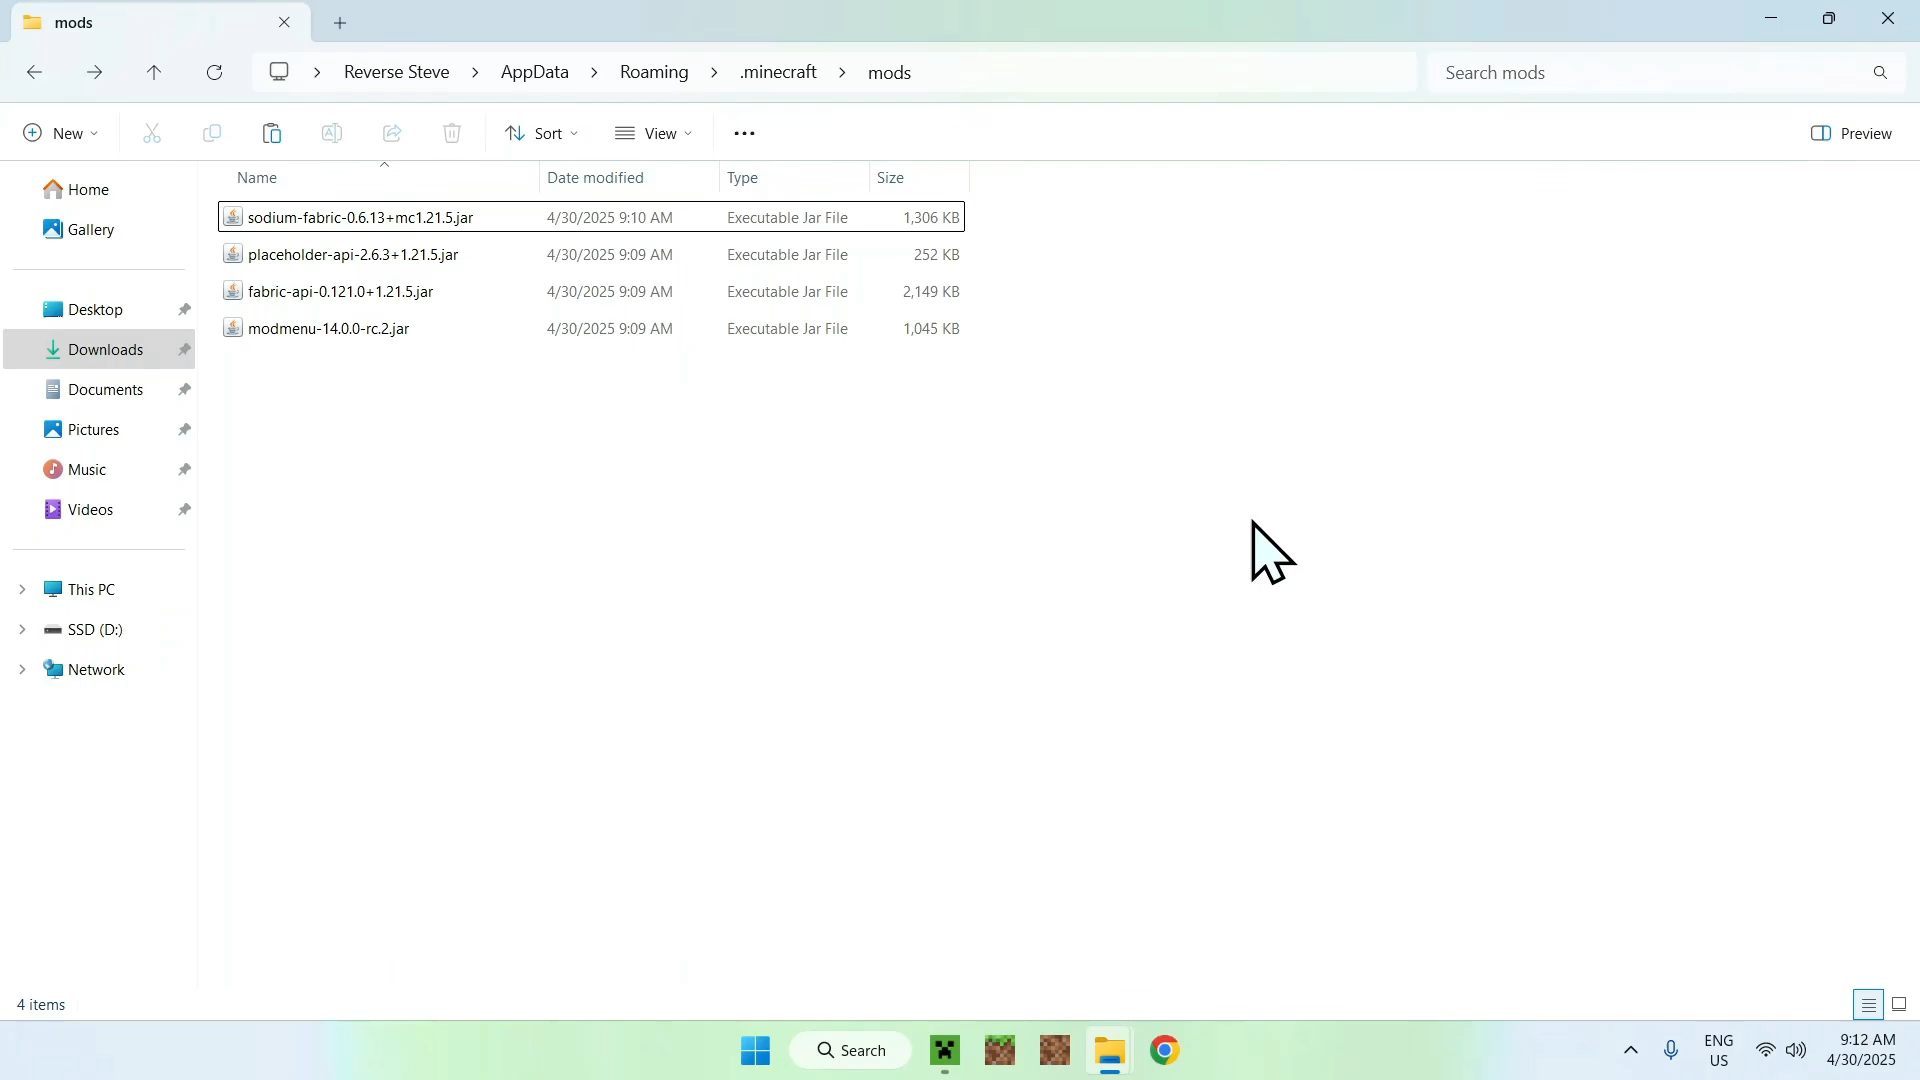 mods
Reverse Steve > AppData > Roaming > .minecraft > mods
Search mods
New
Sort
View
Preview
Name Date modified Type Size
sodium-fabric-0.6.13+mc1.21.5.jar 4/30/2025 9:10 AM Executable Jar File 1,306 KB
placeholder-api-2.6.3+1.21.5.jar 4/30/2025 9:09 AM Executable Jar File 252 KB
fabric-api-0.121.0+1.21.5.jar 4/30/2025 9:09 AM Executable Jar File 2,149 KB
modmenu-14.0.0-rc.2.jar 4/30/2025 9:09 AM Executable Jar File 1,045 KB
Home
Gallery
Desktop
Downloads
Documents
Pictures
Music
Videos
This PC
SSD (D:)
Network
4 items
Search
ENG
US
9:12 AM
4/30/2025